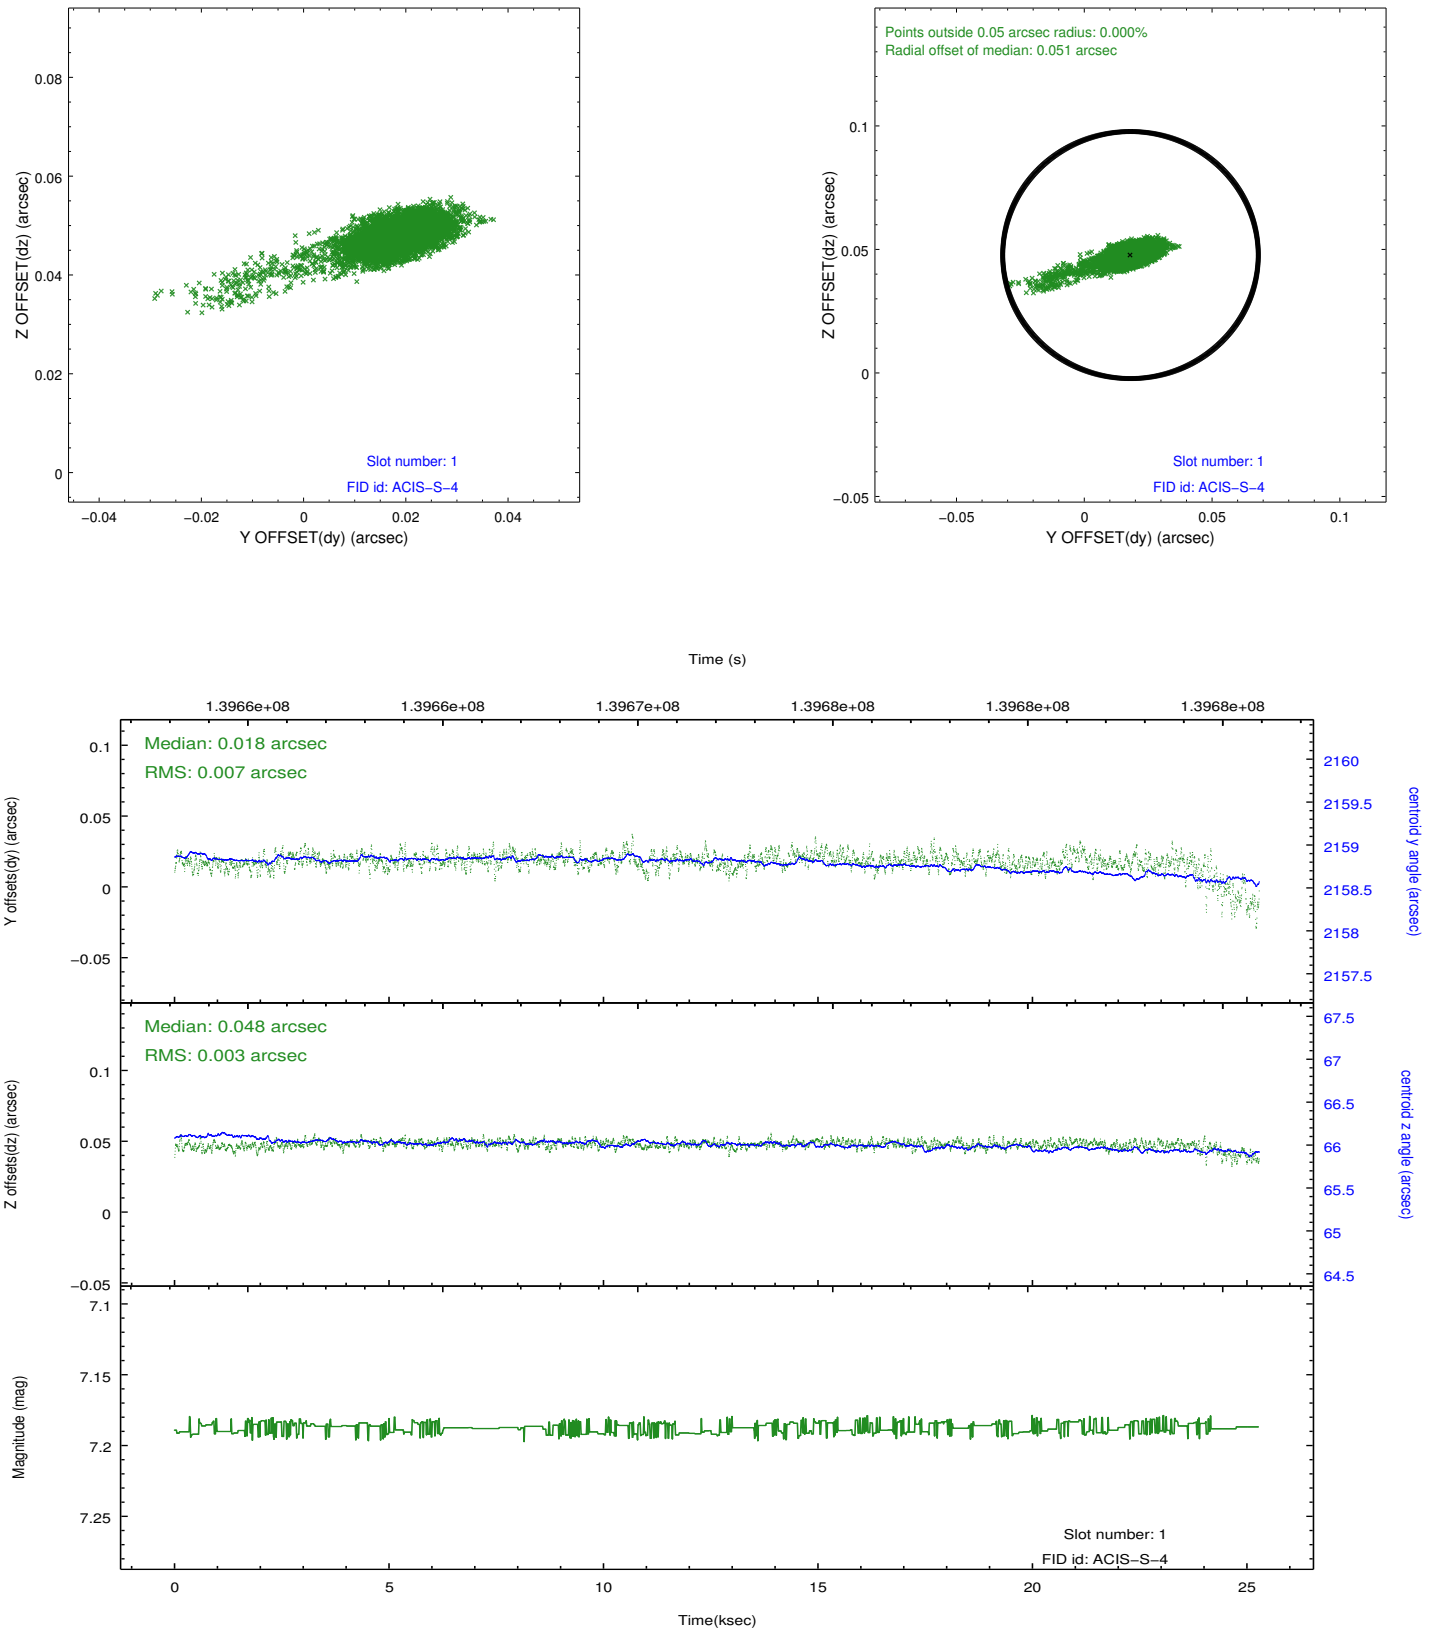 0.08
0.06
0.04
0.02
0
Z OFFSET(dz) (arcsec)
Slot number: 1
FID id: ACIS−S−4
−0.04
−0.02
0
0.02
0.04
Y OFFSET(dy) (arcsec)
Points outside 0.05 arcsec radius: 0.000%
Radial offset of median: 0.051 arcsec
0.1
0.05
0
−0.05
Z OFFSET(dz) (arcsec)
Slot number: 1
FID id: ACIS−S−4
−0.05
0
0.05
0.1
Y OFFSET(dy) (arcsec)
Time (s)
1.3966e+08
1.3966e+08
1.3967e+08
1.3968e+08
1.3968e+08
1.3968e+08
Median: 0.018 arcsec
RMS: 0.007 arcsec
0.1
0.05
0
−0.05
Y offsets(dy) (arcsec)
2160
2159.5
2159
2158.5
2158
2157.5
centroid y angle (arcsec)
Median: 0.048 arcsec
RMS: 0.003 arcsec
0.1
0.05
0
−0.05
Z offsets(dz) (arcsec)
67.5
67
66.5
66
65.5
65
64.5
centroid z angle (arcsec)
7.1
7.15
7.2
7.25
Magnitude (mag)
Slot number: 1
FID id: ACIS−S−4
0
5
10
15
20
25
Time(ksec)